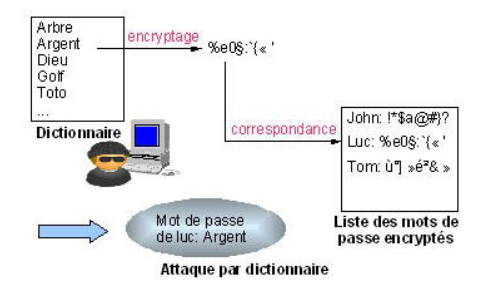 Arbre
Argent
Dieu
Golf
Toto
...
Dictionnaire
encryptage
%e0§:`{« '
correspondance
John: !*$a@#}?
Luc: %e0§:`{« '
Tom: ù"] »é²& »
Liste des mots de
passe encryptés
Mot de passe
de luc: Argent
Attaque par dictionnaire